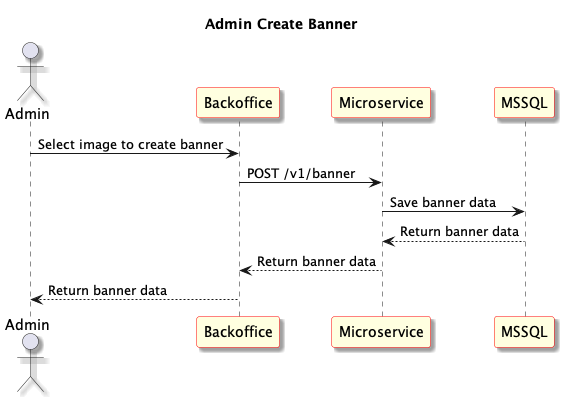 Admin Create Banner
Admin
Backoffice
Microservice
MSSQL
Select image to create banner
POST /v1/banner
Save banner data
Return banner data
Return banner data
Return banner data
Admin
Backoffice
Microservice
MSSQL